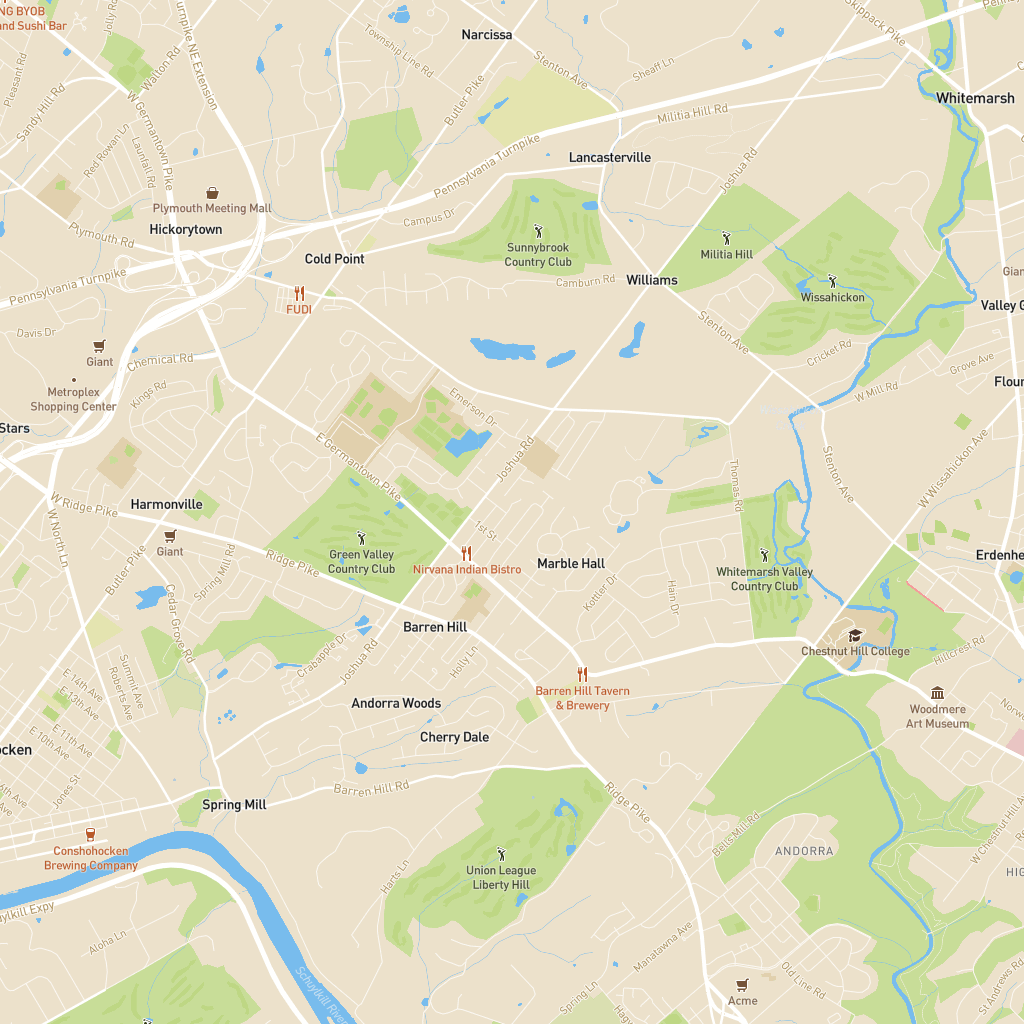 NG BYOB
and Sushi Bar
Jolly Rd
Turnpike NE Extension
Narcissa
Skippack Pike
Township Line Rd
Stenton Ave
Sheaff Ln
Walton Rd
Pleasant Rd
Butler Pike
Whitemarsh
Sandy Hill Rd
W Germantown Pike
Militia Hill Rd
Red Rowan Ln
Launfall Rd
Pennsylvania Turnpike
Lancasterville
Joshua Rd
Plymouth Meeting Mall
Hickorytown
Plymouth Rd
Campus Dr
Sunnybrook
Country Club
Militia Hill
Cold Point
Pennsylvania Turnpike
Camburn Rd
Williams
Wissahickon
Valley G
FUDI
Davis Dr
Stenton Ave
Giant
Chemical Rd
Cricket Rd
Grove Ave
Metroplex
Shopping Center
Kings Rd
Emerson Dr
W Mill Rd
Flour
Stars
E Germantown Pike
Joshua Rd
Thomas Rd
Stenton Ave
W Wissahickon Ave
W Ridge Pike
Harmonville
W North Ln
Giant
Butler Pike
Spring Mill Rd
Ridge Pike
Green Valley
Country Club
1st St
Nirvana Indian Bistro
Marble Hall
Whitemarsh Valley
Country Club
Erdenhe
Cedar Grove Rd
Kottler Dr
Hain Dr
Barren Hill
Chestnut Hill College
Crabapple Dr
Joshua Rd
Holly Ln
Hillcrest Rd
Summit Ave
Roberts Ave
E 14th Ave
E 13th Ave
E 11th Ave
E 10th Ave
Barren Hill Tavern
& Brewery
Andorra Woods
Woodmere
Art Museum
Cherry Dale
ocken
Jones St
Spring Mill
Barren Hill Rd
Ridge Pike
Bells Mill Rd
ANDORRA
W Chestnut Hill A
Conshohocken
Brewing Company
Harts Ln
Union League
Liberty Hill
HIG
uylkill Expy
Aloha Ln
Manatawna Ave
Schuylkill River
Old Line Rd
St Andrews Rd
Spring Ln
Acme